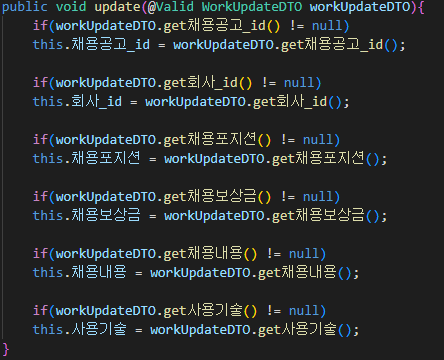 public void update(@Valid WorkUpdateDTO workUpdateDTO){
if(workUpdateDTO.get채용공고_id() != null)
this.채용공고_id = workUpdateDTO.get채용공고_id();
if(workUpdateDTO.get회사_id() != null)
this.회사_id = workUpdateDTO.get회사_id();
if(workUpdateDTO.get채용포지션() != null)
this.채용포지션 = workUpdateDTO.get채용포지션();
if(workUpdateDTO.get채용보상금() != null)
this.채용보상금 = workUpdateDTO.get채용보상금();
if(workUpdateDTO.get채용내용() != null)
this.채용내용 = workUpdateDTO.get채용내용();
if(workUpdateDTO.get사용기술() != null)
this.사용기술 = workUpdateDTO.get사용기술();
}